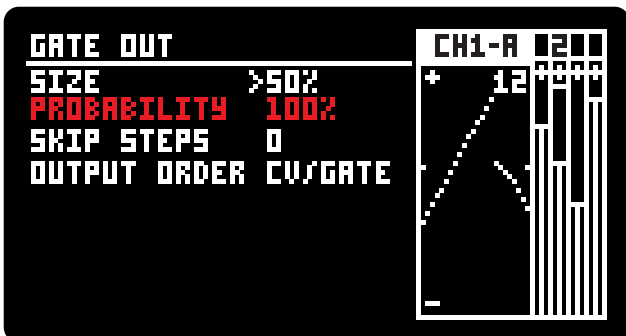 GATE OUT
SIZE >50%
PROBABILITY 100%
SKIP STEPS 0
OUTPUT ORDER CV/GATE
CH1-A 2
+ 12
-